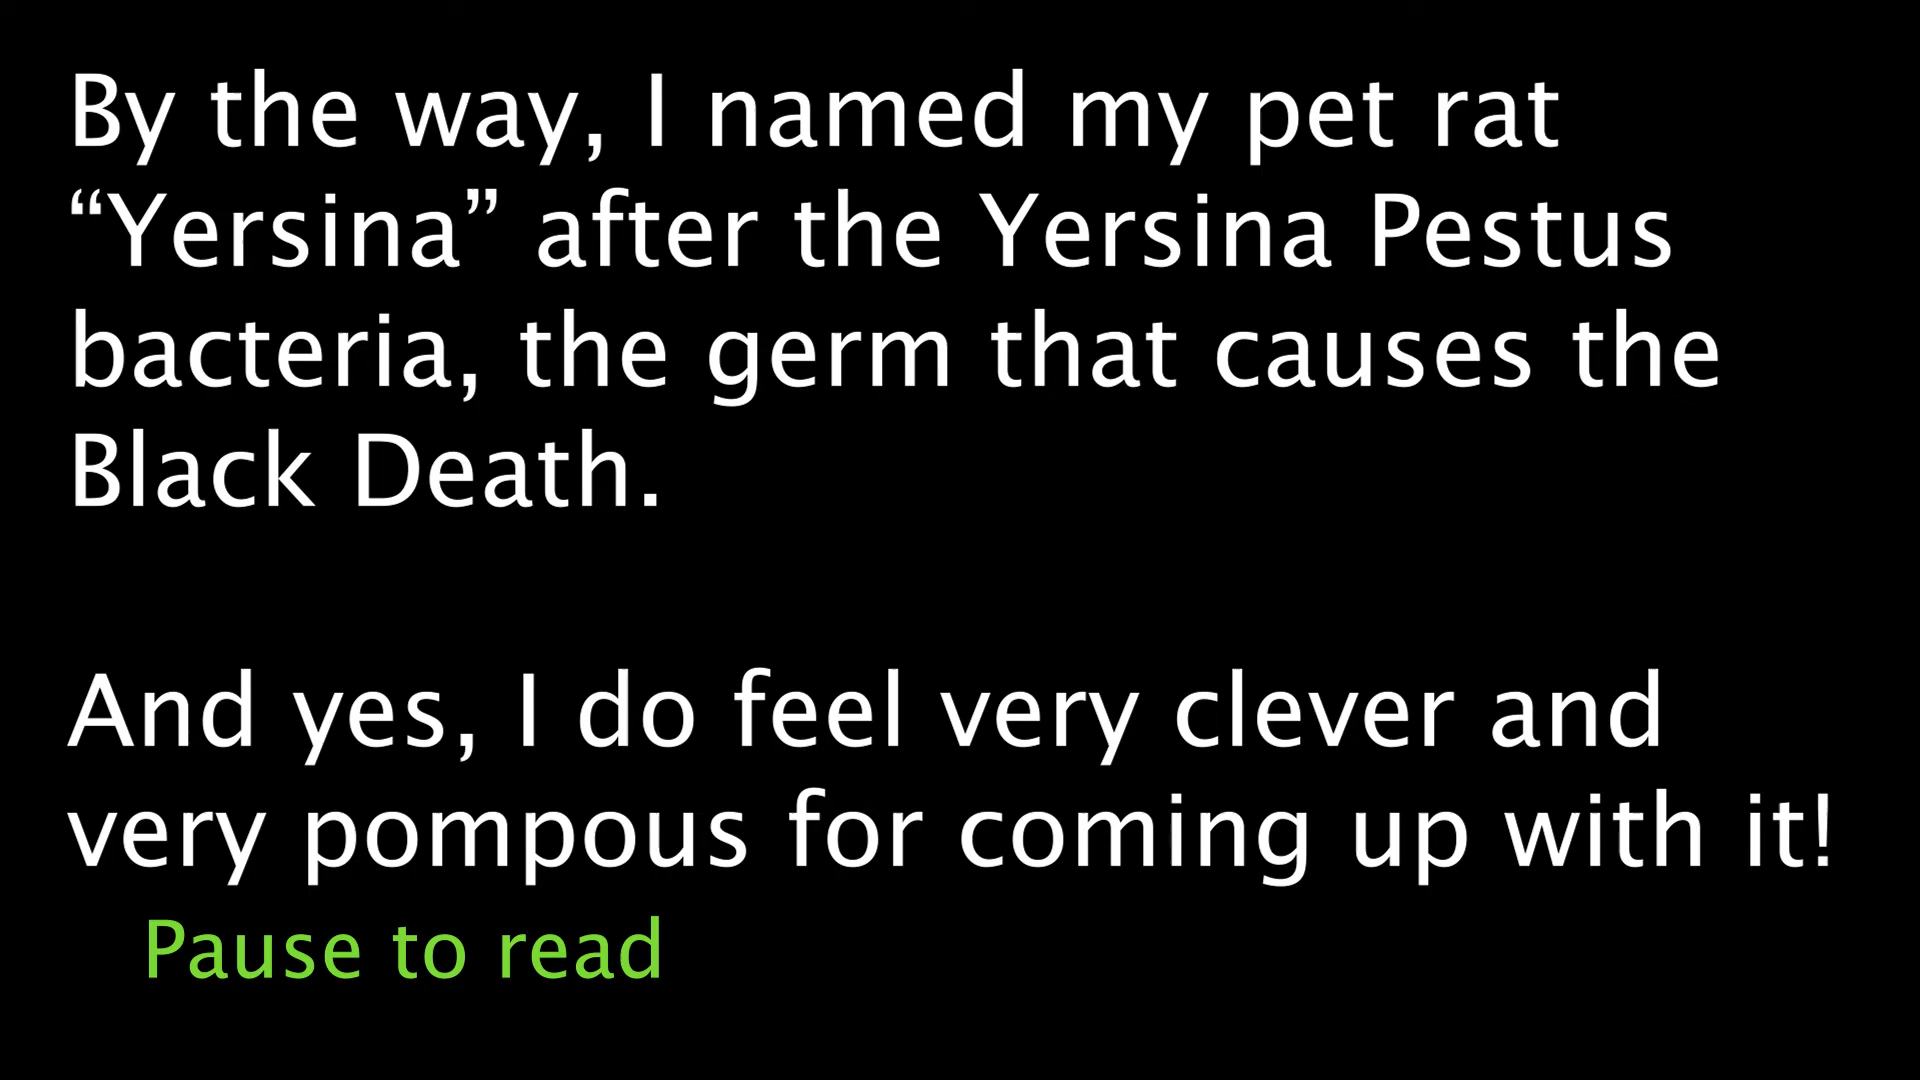 By the way, I named my pet rat
“Yersina” after the Yersina Pestus
bacteria, the germ that causes the
Black Death.
And yes, I do feel very clever and
very pompous for coming up with it!
Pause to read